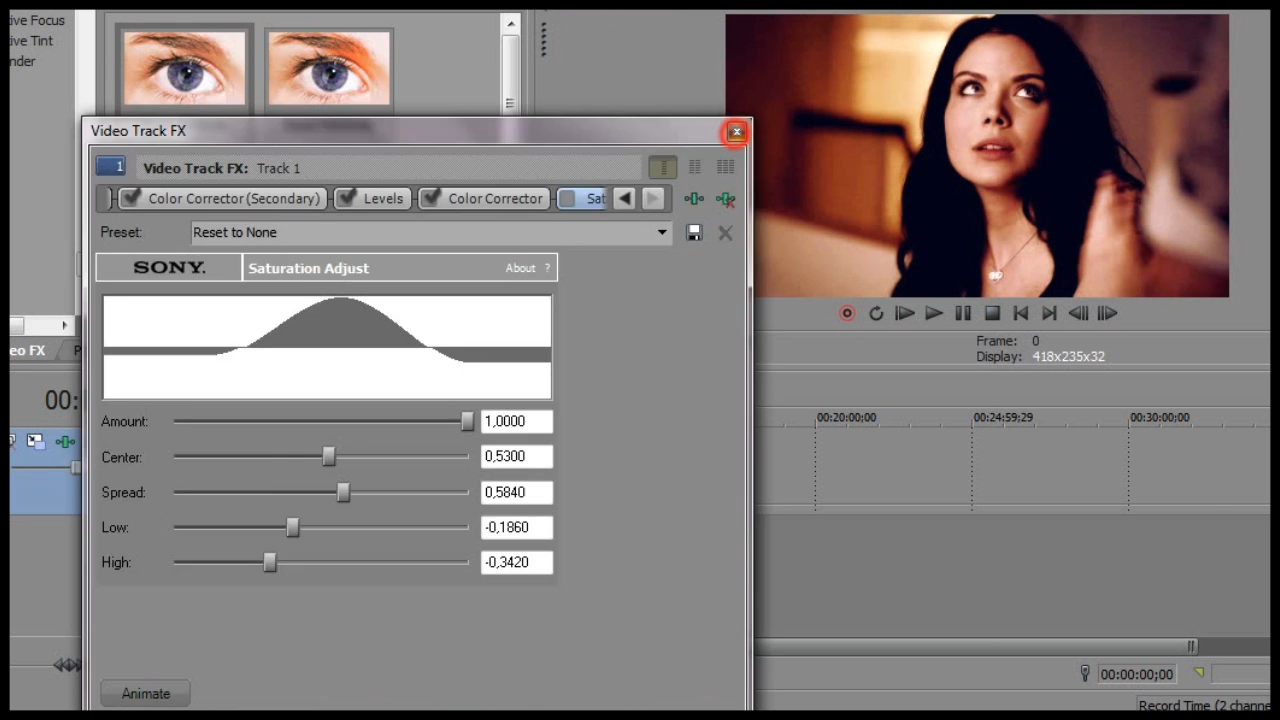 ive Focus
ive Tint
nder
Video Track FX
1
Video Track FX: Track 1
Color Corrector (Secondary)
Levels
Color Corrector
Sat
Preset:
Reset to None
SONY.
Saturation Adjust
About ?
Amount:
1,0000
Center:
0,5300
Spread:
0,5840
Low:
-0,1860
High:
-0,3420
Animate
eo FX
P
00:
Frame: 0
Display: 418x235x32
00:20:00;00
00:24:59;29
00:30:00;00
00:00:00;00
Record Time (2 channe